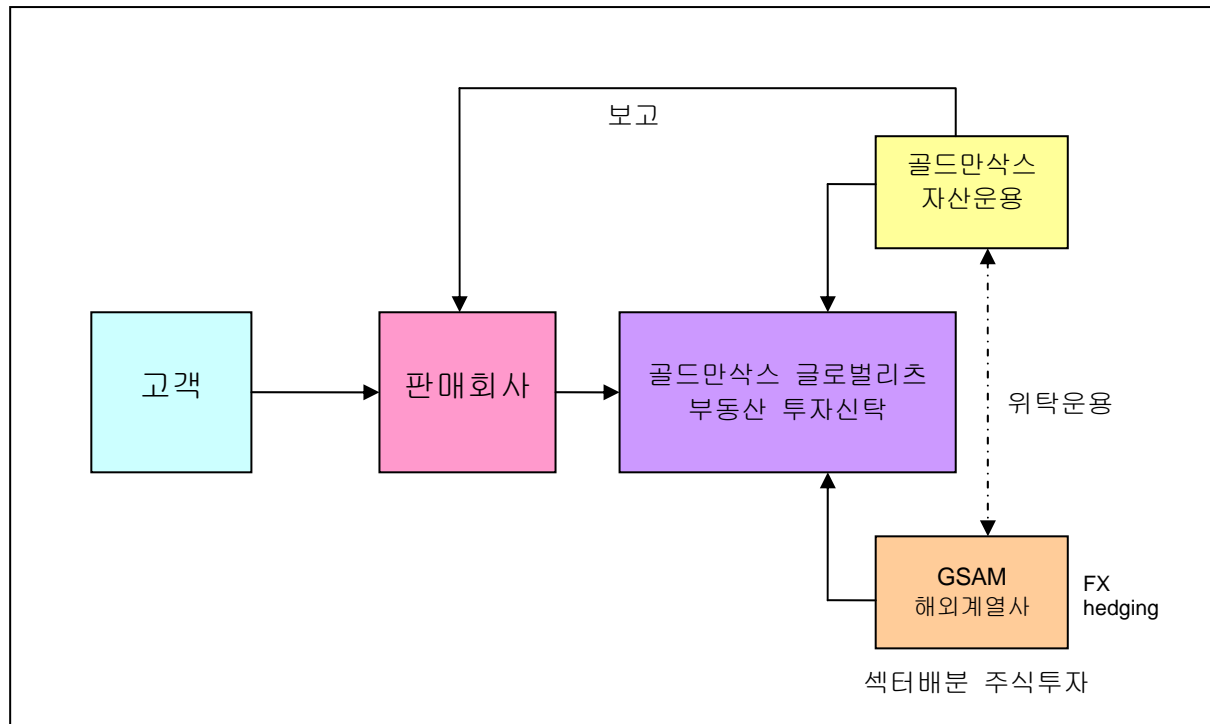 보고
골드만삭스
자산운용
고객
판매회사
골드만삭스 글로벌리츠
부동산 투자신탁
위탁운용
GSAM
해외계열사
FX
hedging
섹터배분 주식투자